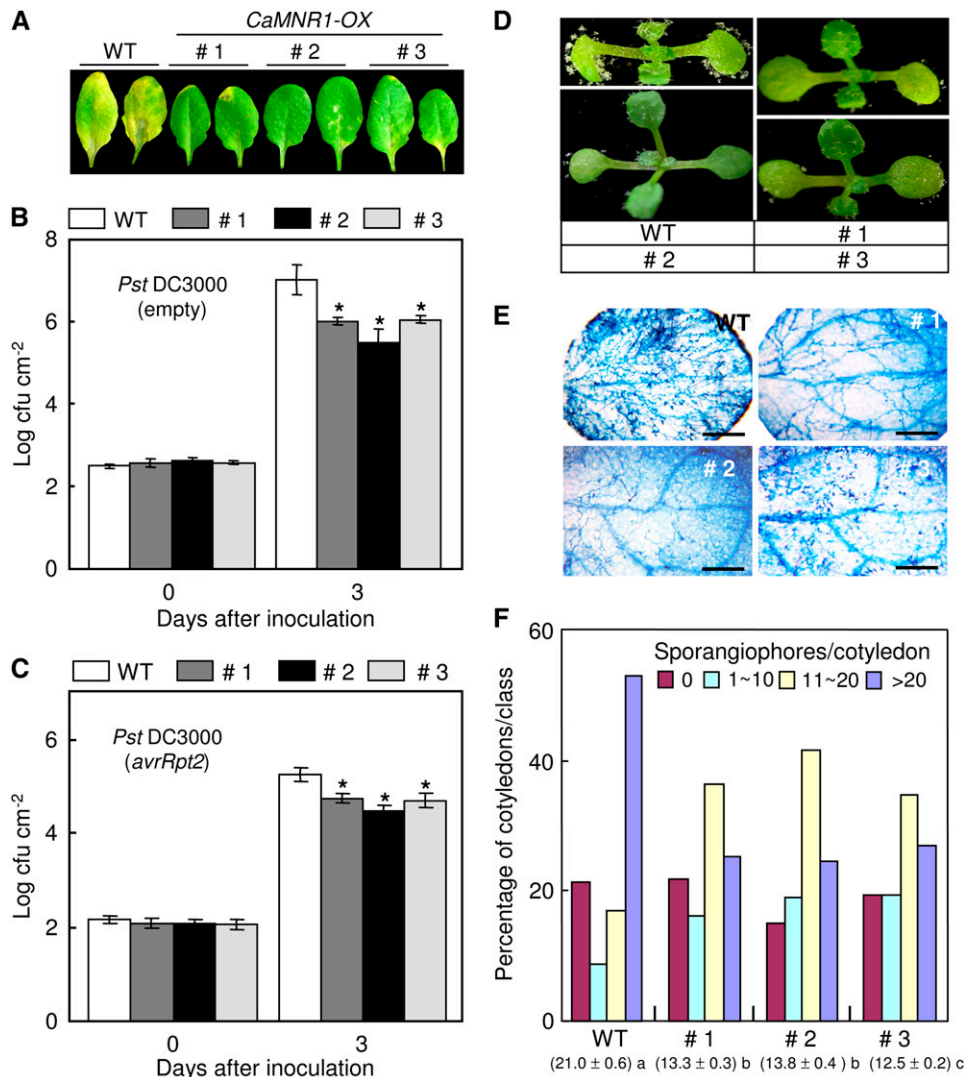 A
CaMNR1-OX
WT # 1 # 2 # 3
B
WT # 1 # 2 # 3
8
6
4
2
0
Log cfu cm-2
Pst DC3000
(empty)
* * *
0 3
Days after inoculation
C
WT # 1 # 2 # 3
6
4
2
0
Log cfu cm-2
Pst DC3000
(avrRpt2)
* * *
0 3
Days after inoculation
D
WT # 1
# 2 # 3
E
WT # 1
# 2 # 3
F
60
40
20
0
Percentage of cotyledons/class
Sporangiophores/cotyledon
0 1~10 11~20 >20
WT # 1 # 2 # 3
(21.0 ± 0.6) a (13.3 ± 0.3) b (13.8 ± 0.4 ) b (12.5 ± 0.2) c